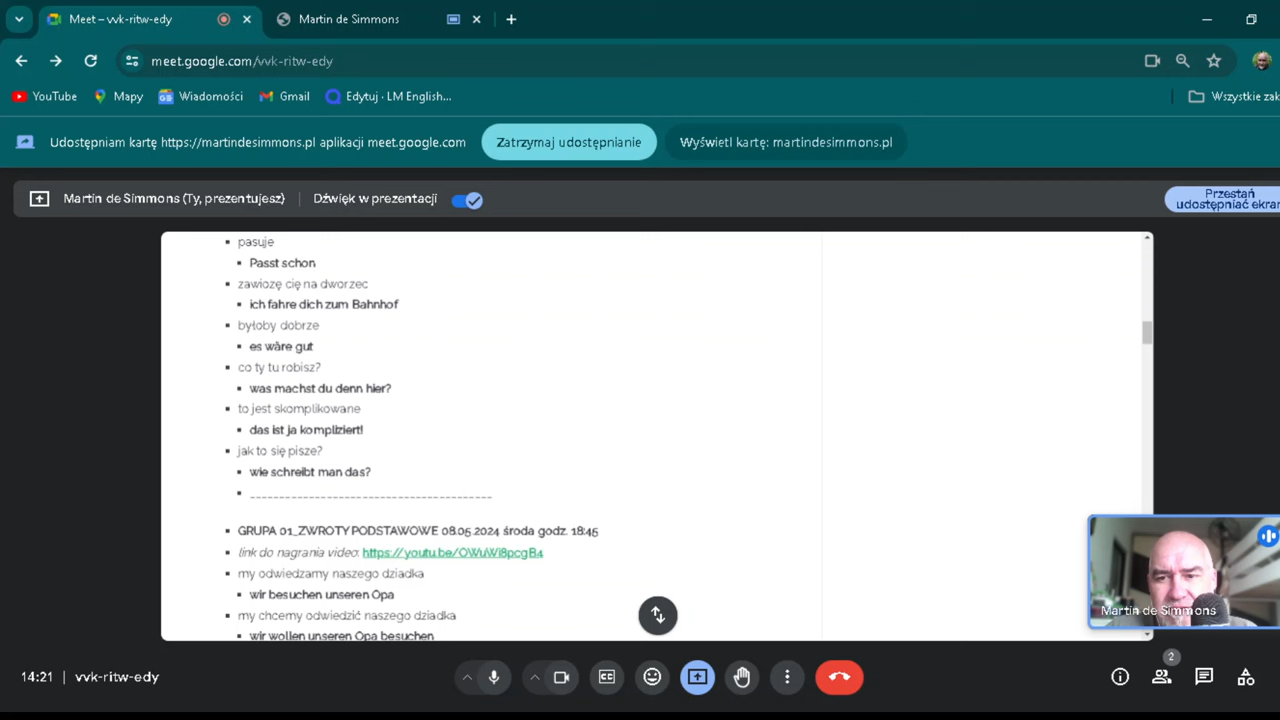 Meet – vvk-ritw-edy
Martin de Simmons
meet.google.com/vvk-ritw-edy
YouTube
Mapy
Wiadomości
Gmail
Edytuj · LM English...
Wszystkie zak
Udostępniam kartę https://martindesimmons.pl aplikacji meet.google.com
Zatrzymaj udostępnianie
Wyświetl kartę: martindesimmons.pl
Martin de Simmons (Ty, prezentujesz)
Dźwięk w prezentacji
Przestań
udostępniać ekran
pasuje
Passt schon
zawiozę cię na dworzec
ich fahre dich zum Bahnhof
byłoby dobrze
es wäre gut
co ty tu robisz?
was machst du denn hier?
to jest skomplikowane
das ist ja kompliziert!
jak to się pisze?
wie schreibt man das?
________________________________________
GRUPA 01_ZWROTY PODSTAWOWE 08.05.2024 środa godz. 18:45
link do nagrania video: https://youtu.be/OWuWi8pcgB4
my odwiedzamy naszego dziadka
wir besuchen unseren Opa
my chcemy odwiedzić naszego dziadka
wir wollen unseren Opa besuchen
Martin de Simmons
14:21
vvk-ritw-edy
2